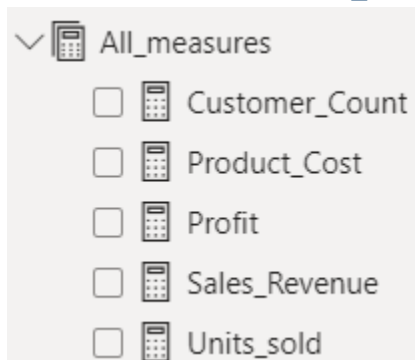 All_measures
Customer_Count
Product_Cost
Profit
Sales_Revenue
Units_sold